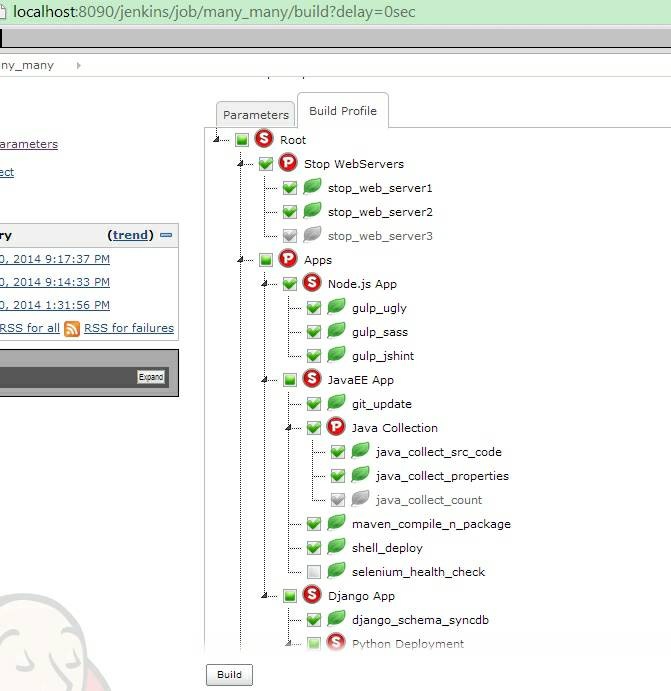 localhost:8090/jenkins/job/many_many/build?delay=0sec
ny_many
Parameters
Build Profile
arameters
ect
ry (trend)
0, 2014 9:17:37 PM
0, 2014 9:14:33 PM
0, 2014 1:31:56 PM
RSS for all RSS for failures
Expand
S Root
P Stop WebServers
stop_web_server1
stop_web_server2
stop_web_server3
P Apps
S Node.js App
gulp_ugly
gulp_sass
gulp_jshint
S JavaEE App
git_update
P Java Collection
java_collect_src_code
java_collect_properties
java_collect_count
maven_compile_n_package
shell_deploy
selenium_health_check
S Django App
django_schema_syncdb
S Python Deployment
Build